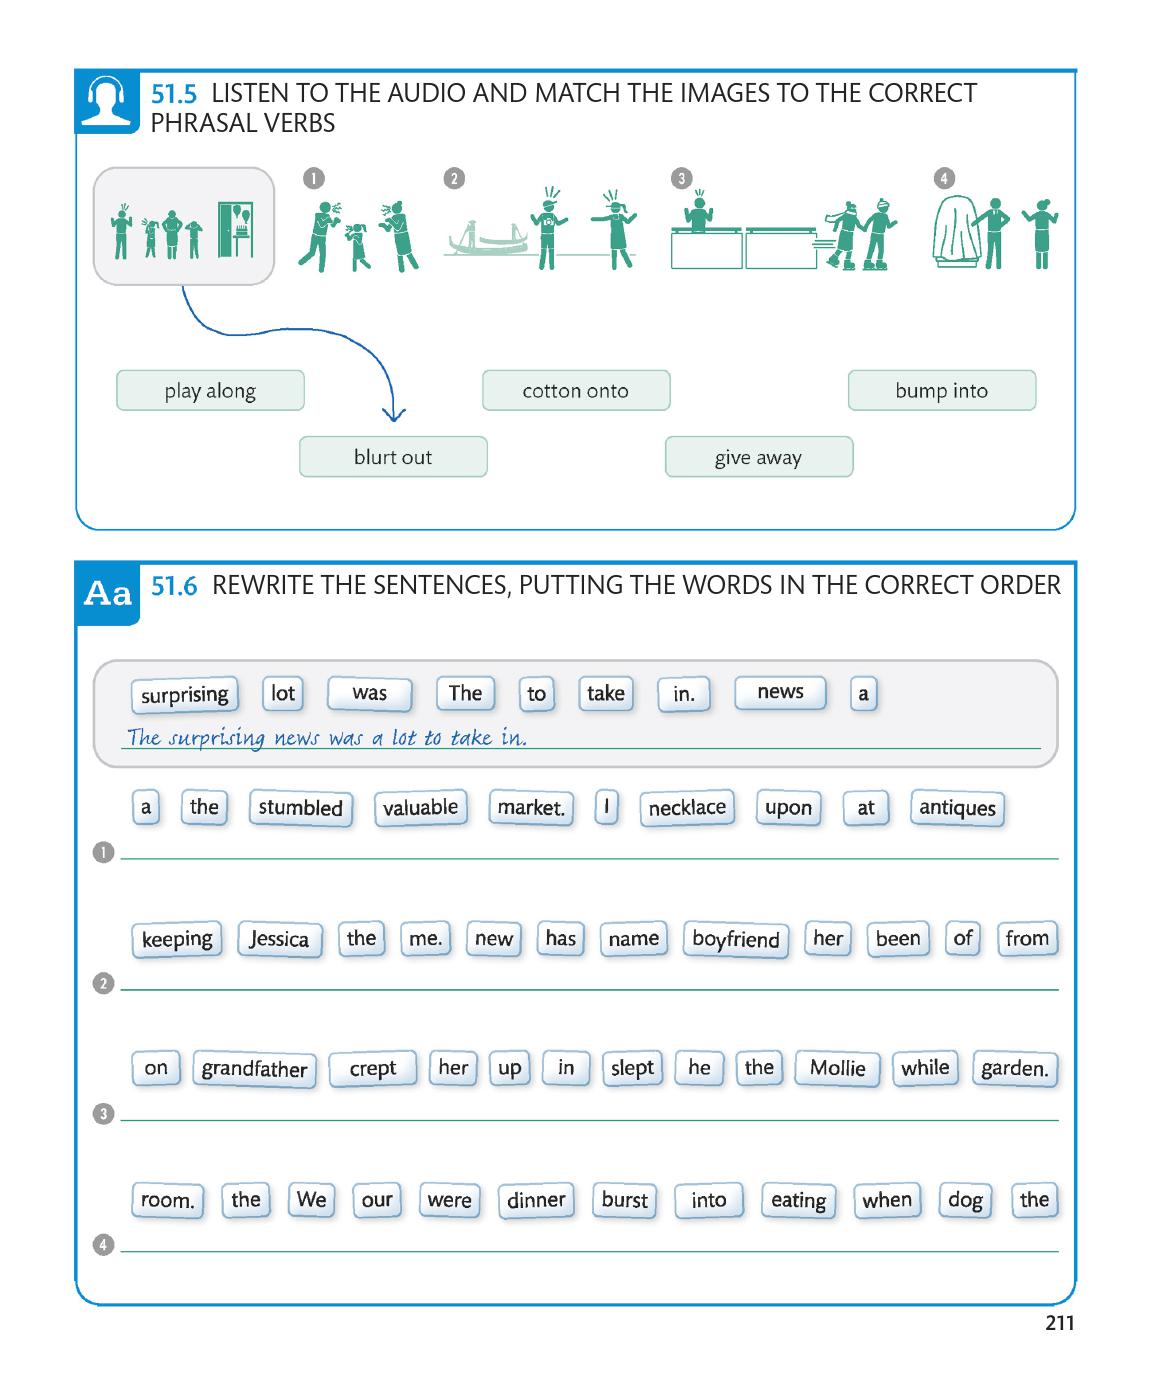 51.5 LISTEN TO THE AUDIO AND MATCH THE IMAGES TO THE CORRECT
PHRASAL VERBS
1 2 3 4
play along cotton onto bump into
blurt out give away
Aa 51.6 REWRITE THE SENTENCES, PUTTING THE WORDS IN THE CORRECT ORDER
surprising lot was The to take in. news a
The surprising news was a lot to take in.
a the stumbled valuable market. I necklace upon at antiques
1
keeping Jessica the me. new has name boyfriend her been of from
2
on grandfather crept her up in slept he the Mollie while garden.
3
room. the We our were dinner burst into eating when dog the
4
211